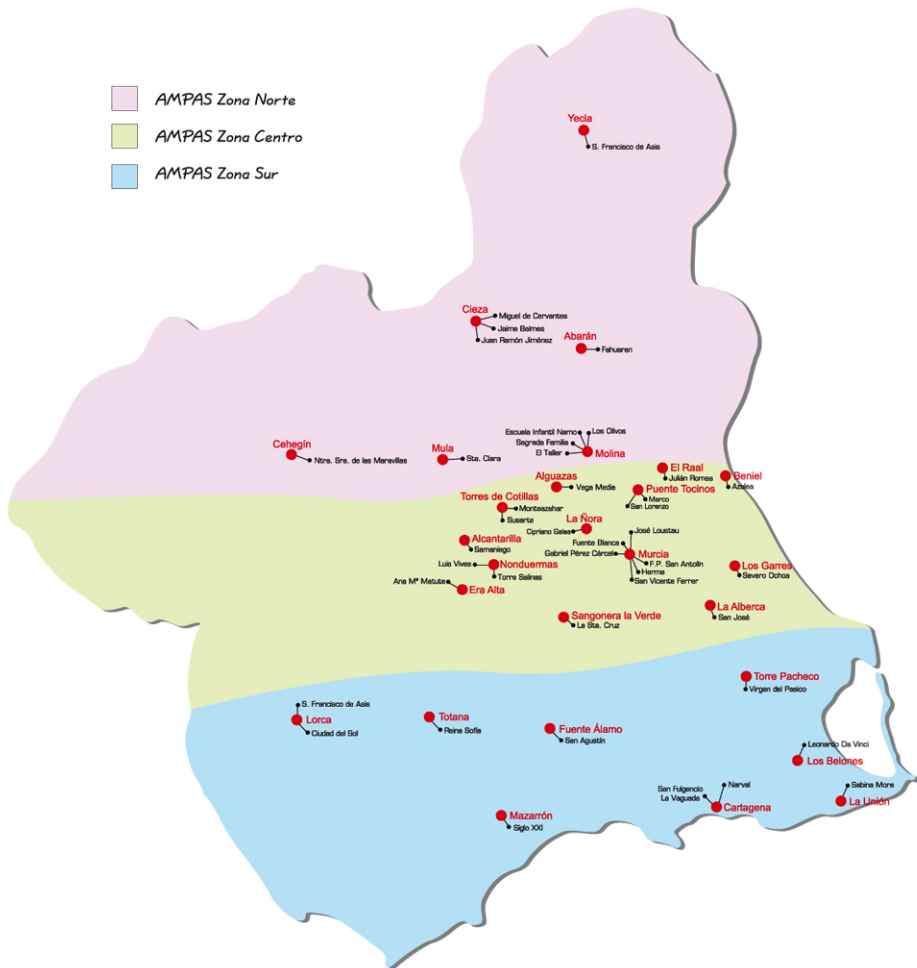 AMPAS Zona Norte
AMPAS Zona Centro
AMPAS Zona Sur
Yecla
S. Francisco de Asis
Cieza
Miguel de Cervantes
Jaime Balmes
Juan Ramón Jiménez
Abarán
Fahuaran
Cehegín
Ntra. Sra. de las Maravillas
Mula
Sta. Clara
Escuela Infantil Nemo
Los Olivos
Sagrada Familia
El Taller
Molina
El Raal
Julián Romea
Beniel
Azalea
Alguazas
Vega Media
Puente Tocinos
Marco
San Lorenzo
Torres de Cotillas
Monteazahar
Susarte
La Ñora
Cipriano Galea
José Loustau
Fuente Blanca
Gabriel Pérez Cárcel
Murcia
F.P. San Antolín
Herma
San Vicente Ferrer
Alcantarilla
Samaniego
Luis Vives
Nonduermas
Torre Salinas
Ana Mª Matute
Era Alta
Los Garres
Severo Ochoa
La Alberca
San José
Sangonera la Verde
La Sta. Cruz
Torre Pacheco
Virgen del Pasico
S. Francisco de Asis
Lorca
Ciudad del Sol
Totana
Reina Sofía
Fuente Álamo
San Agustín
Leonardo Da Vinci
Los Belones
San Fulgencio
La Vaguada
Narval
Cartagena
Sabina Mora
La Unión
Mazarrón
Siglo XXI